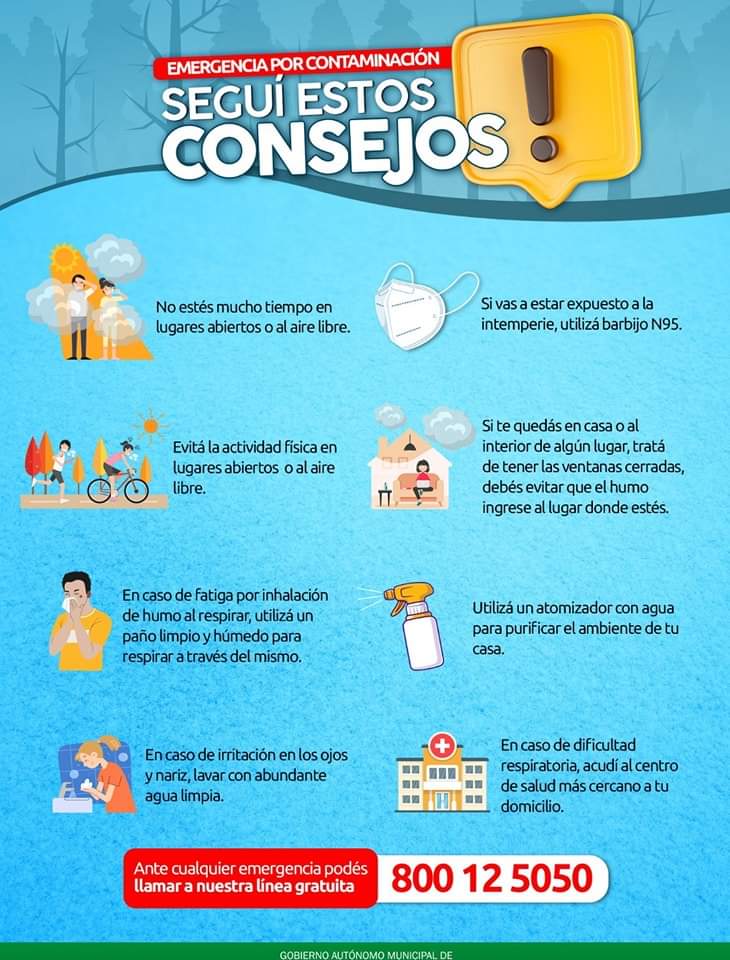 EMERGENCIA POR CONTAMINACIÓN
SEGUÍ ESTOS
CONSEJOS
No estés mucho tiempo en
lugares abiertos o al aire libre.
Si vas a estar expuesto a la
intemperie, utilizá barbijo N95.
Evitá la actividad física en
lugares abiertos o al aire
libre.
Si te quedás en casa o al
interior de algún lugar, tratá
de tener las ventanas cerradas,
debés evitar que el humo
ingrese al lugar donde estés.
En caso de fatiga por inhalación
de humo al respirar, utilizá un
paño limpio y húmedo para
respirar a través del mismo.
Utilizá un atomizador con agua
para purificar el ambiente de tu
casa.
En caso de irritación en los ojos
y nariz, lavar con abundante
agua limpia.
En caso de dificultad
respiratoria, acudí al centro
de salud más cercano a tu
domicilio.
Ante cualquier emergencia podés
llamar a nuestra línea gratuita
800 12 5050
GOBIERNO AUTÓNOMO MUNICIPAL DE